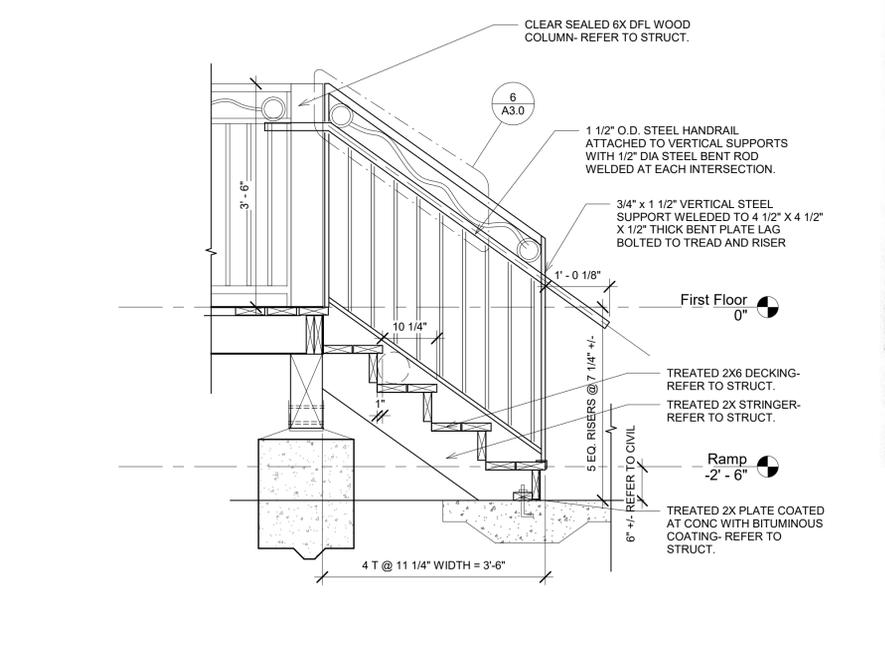 CLEAR SEALED 6X DFL WOOD
COLUMN- REFER TO STRUCT.
6
A3.0
1 1/2" O.D. STEEL HANDRAIL
ATTACHED TO VERTICAL SUPPORTS
WITH 1/2" DIA STEEL BENT ROD
WELDED AT EACH INTERSECTION.
3' - 6"
3/4" x 1 1/2" VERTICAL STEEL
SUPPORT WELEDED TO 4 1/2" X 4 1/2"
X 1/2" THICK BENT PLATE LAG
BOLTED TO TREAD AND RISER
1' - 0 1/8"
First Floor
0"
10 1/4"
5 EQ. RISERS @ 7 1/4" +/-
TREATED 2X6 DECKING-
REFER TO STRUCT.
1"
TREATED 2X STRINGER-
REFER TO STRUCT.
6" +/- REFER TO CIVIL
Ramp
-2' - 6"
TREATED 2X PLATE COATED
AT CONC WITH BITUMINOUS
COATING- REFER TO
STRUCT.
4 T @ 11 1/4" WIDTH = 3'-6"